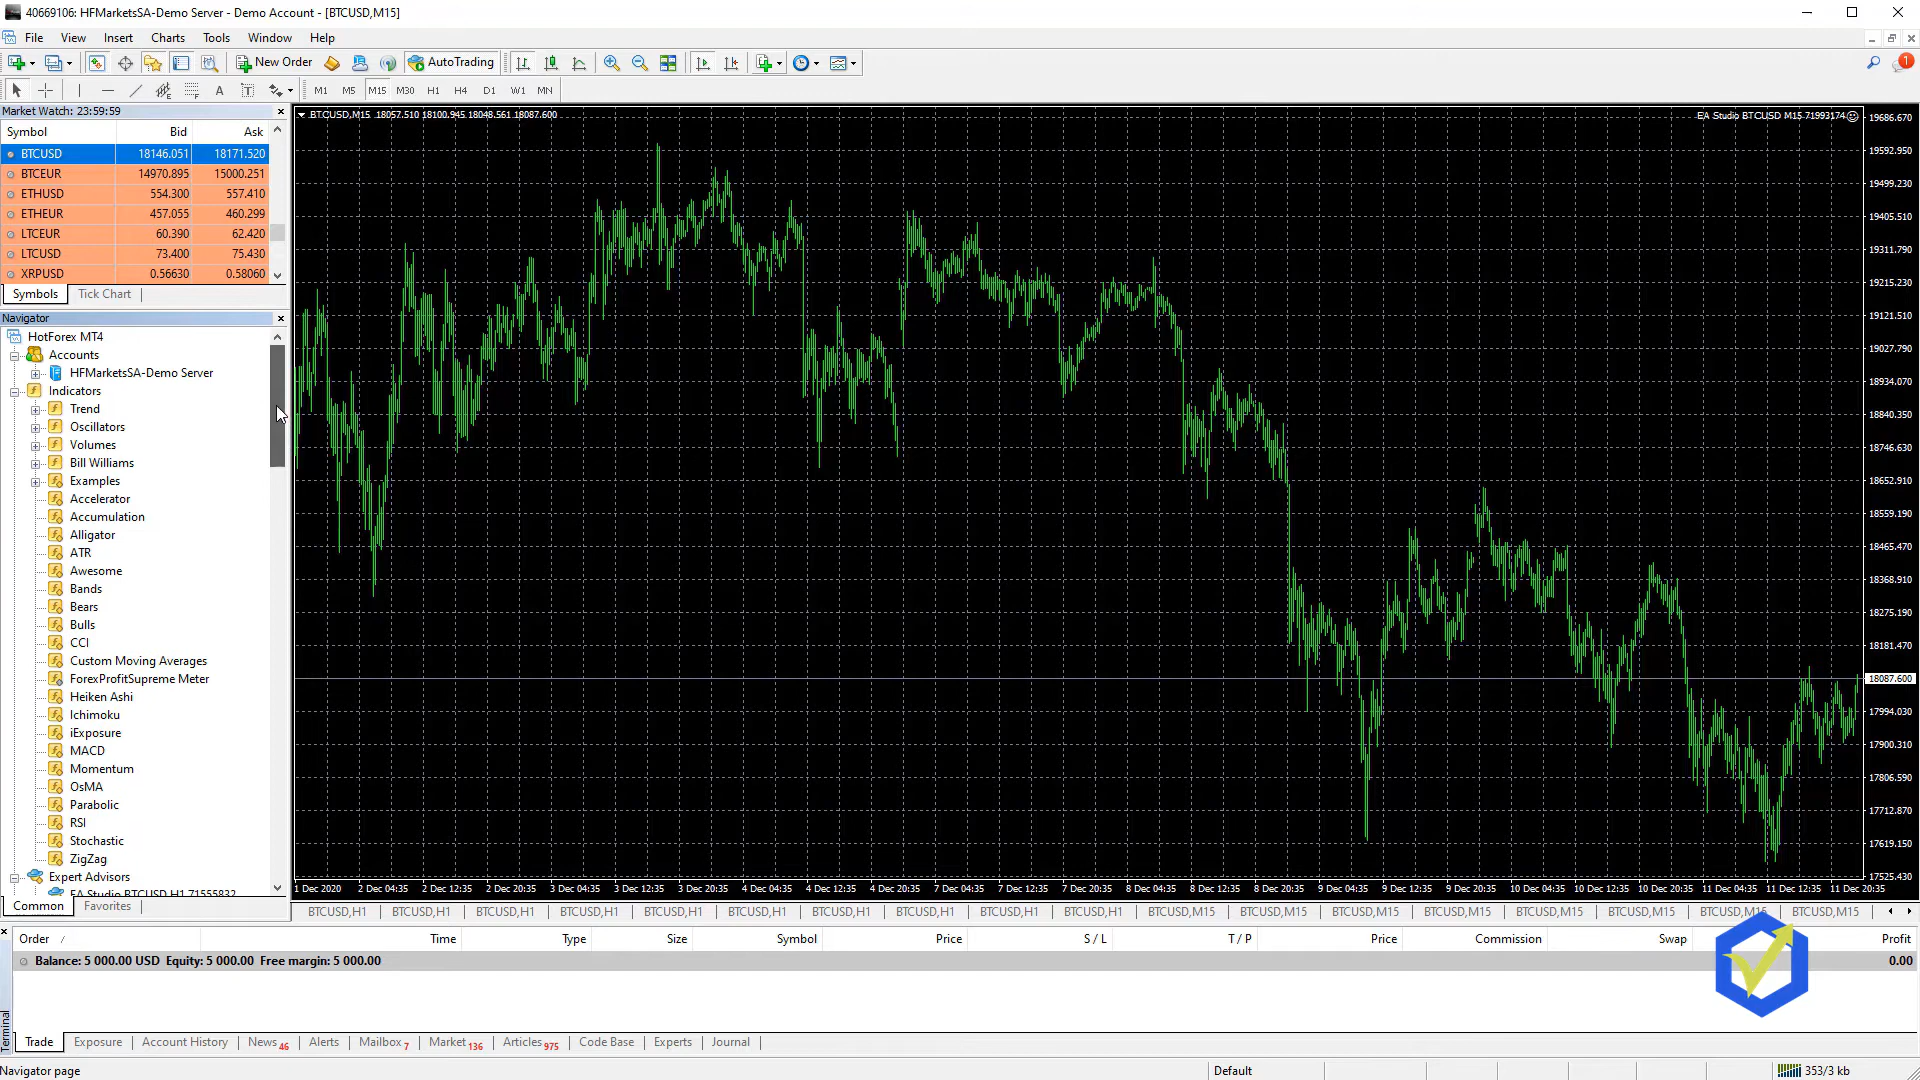 40669106: HFMarketsSA-Demo Server - Demo Account - [BTCUSD,M15]
File View Insert Charts Tools Window Help
New Order AutoTrading 1
A T M1 M5 M15 M30 H1 H4 D1 W1 MN
Market Watch: 23:59:59
Symbol Bid Ask
BTCUSD 18146.051 18171.520
BTCEUR 14970.895 15000.251
ETHUSD 554.300 557.410
ETHEUR 457.055 460.299
LTCEUR 60.390 62.420
LTCUSD 73.400 75.430
XRPUSD 0.56630 0.58060
Symbols Tick Chart
Navigator
HotForex MT4
Accounts
HFMarketsSA-Demo Server
Indicators
Trend
Oscillators
Volumes
Bill Williams
Examples
Accelerator
Accumulation
Alligator
ATR
Awesome
Bands
Bears
Bulls
CCI
Custom Moving Averages
ForexProfitSupreme Meter
Heiken Ashi
Ichimoku
iExposure
MACD
Momentum
OsMA
Parabolic
RSI
Stochastic
ZigZag
Expert Advisors
EA Studio BTCUSD H1 71555832
Common Favorites
BTCUSD,M15 18057.510 18100.945 18048.561 18087.600
EA Studio BTCUSD M15 71993174
19686.670
19592.950
19499.230
19405.510
19311.790
19215.230
19121.510
19027.790
18934.070
18840.350
18746.630
18652.910
18559.190
18465.470
18368.910
18275.190
18181.470
18087.600
17994.030
17900.310
17806.590
17712.870
17619.150
17525.430
1 Dec 2020 2 Dec 04:35 2 Dec 12:35 2 Dec 20:35 3 Dec 04:35 3 Dec 12:35 3 Dec 20:35 4 Dec 04:35 4 Dec 12:35 4 Dec 20:35 7 Dec 04:35 7 Dec 12:35 7 Dec 20:35 8 Dec 04:35 8 Dec 12:35 8 Dec 20:35 9 Dec 04:35 9 Dec 12:35 9 Dec 20:35 10 Dec 04:35 10 Dec 12:35 10 Dec 20:35 11 Dec 04:35 11 Dec 12:35 11 Dec 20:35
BTCUSD,H1 BTCUSD,H1 BTCUSD,H1 BTCUSD,H1 BTCUSD,H1 BTCUSD,H1 BTCUSD,H1 BTCUSD,H1 BTCUSD,H1 BTCUSD,H1 BTCUSD,M15 BTCUSD,M15 BTCUSD,M15 BTCUSD,M15 BTCUSD,M15 BTCUSD,M15 BTCUSD,M15 BTCUSD,M15
Order / Time Type Size Symbol Price S / L T / P Price Commission Swap Profit
Balance: 5 000.00 USD Equity: 5 000.00 Free margin: 5 000.00 0.00
Terminal
Trade Exposure Account History News 46 Alerts Mailbox 7 Market 136 Articles 975 Code Base Experts Journal
Navigator page Default 353/3 kb